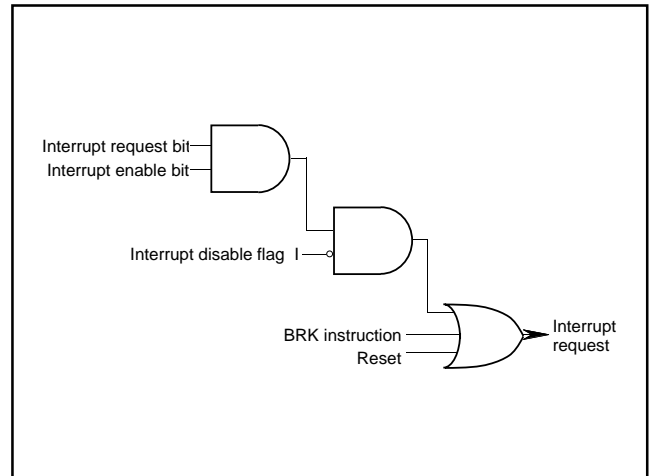 Interrupt request bit
Interrupt enable bit
Interrupt disable flag I
BRK instruction
Reset
Interrupt
request